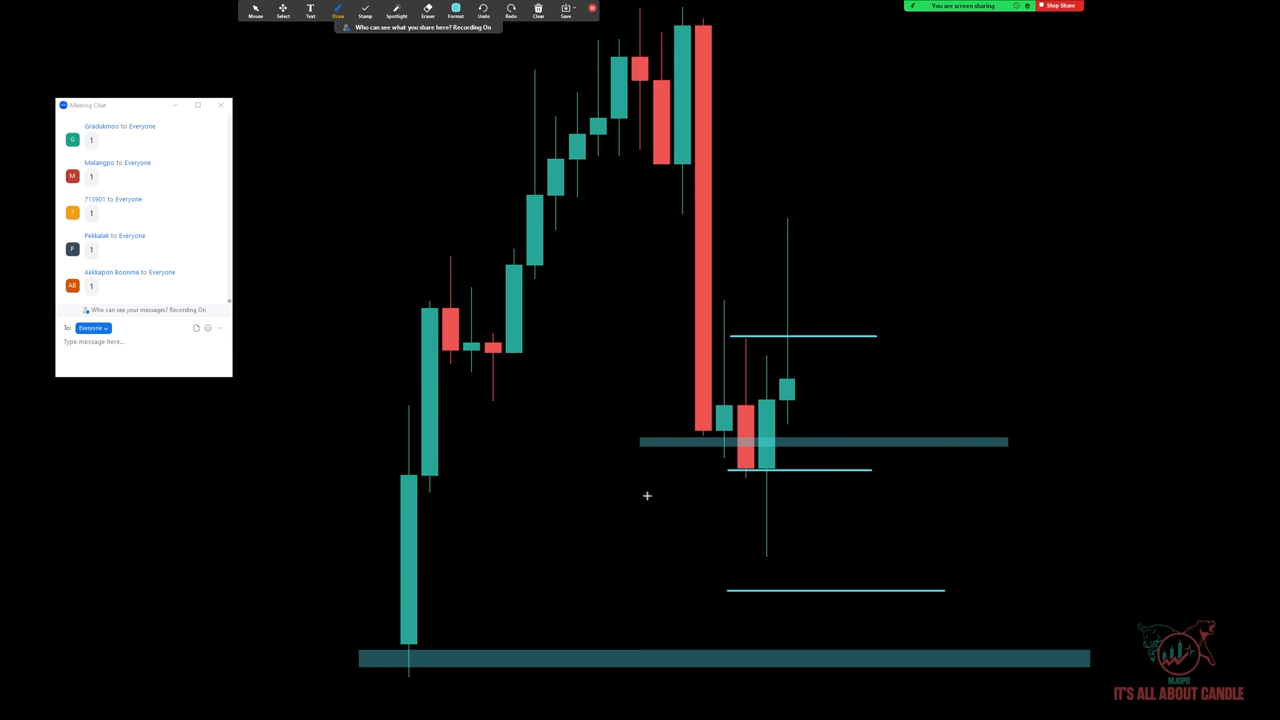 Mouse
Select
Text
Draw
Stamp
Spotlight
Eraser
Format
Undo
Redo
Clear
Save
Who can see what you share here? Recording On
You are screen sharing
Stop Share
Meeting Chat
Gradukmoo to Everyone
G
1
Malangpo to Everyone
M
1
713901 to Everyone
7
1
Pekkalak to Everyone
P
1
Aekkapon Boonma to Everyone
AB
1
Who can see your messages? Recording On
To: Everyone
Type message here...
MJOPO
IT'S ALL ABOUT CANDLE